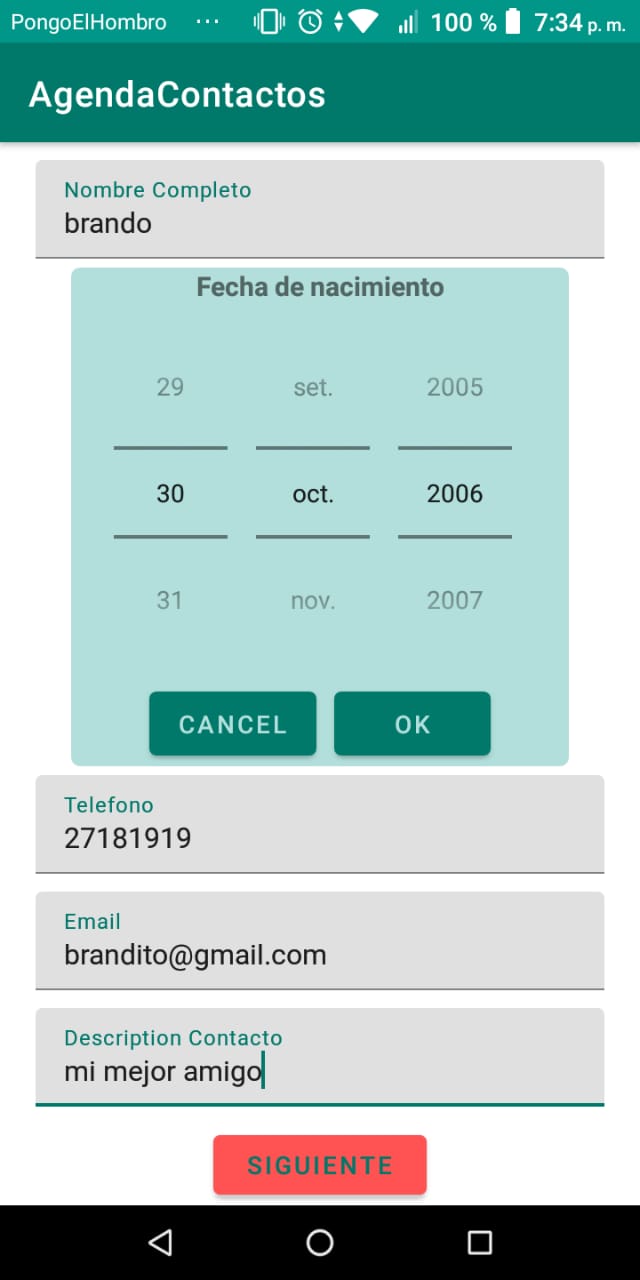 PongoElHombro ... 100 % 7:34 p. m.
AgendaContactos
Nombre Completo
brando
Fecha de nacimiento
29 set. 2005
30 oct. 2006
31 nov. 2007
CANCEL OK
Telefono
27181919
Email
brandito@gmail.com
Description Contacto
mi mejor amigo
SIGUIENTE